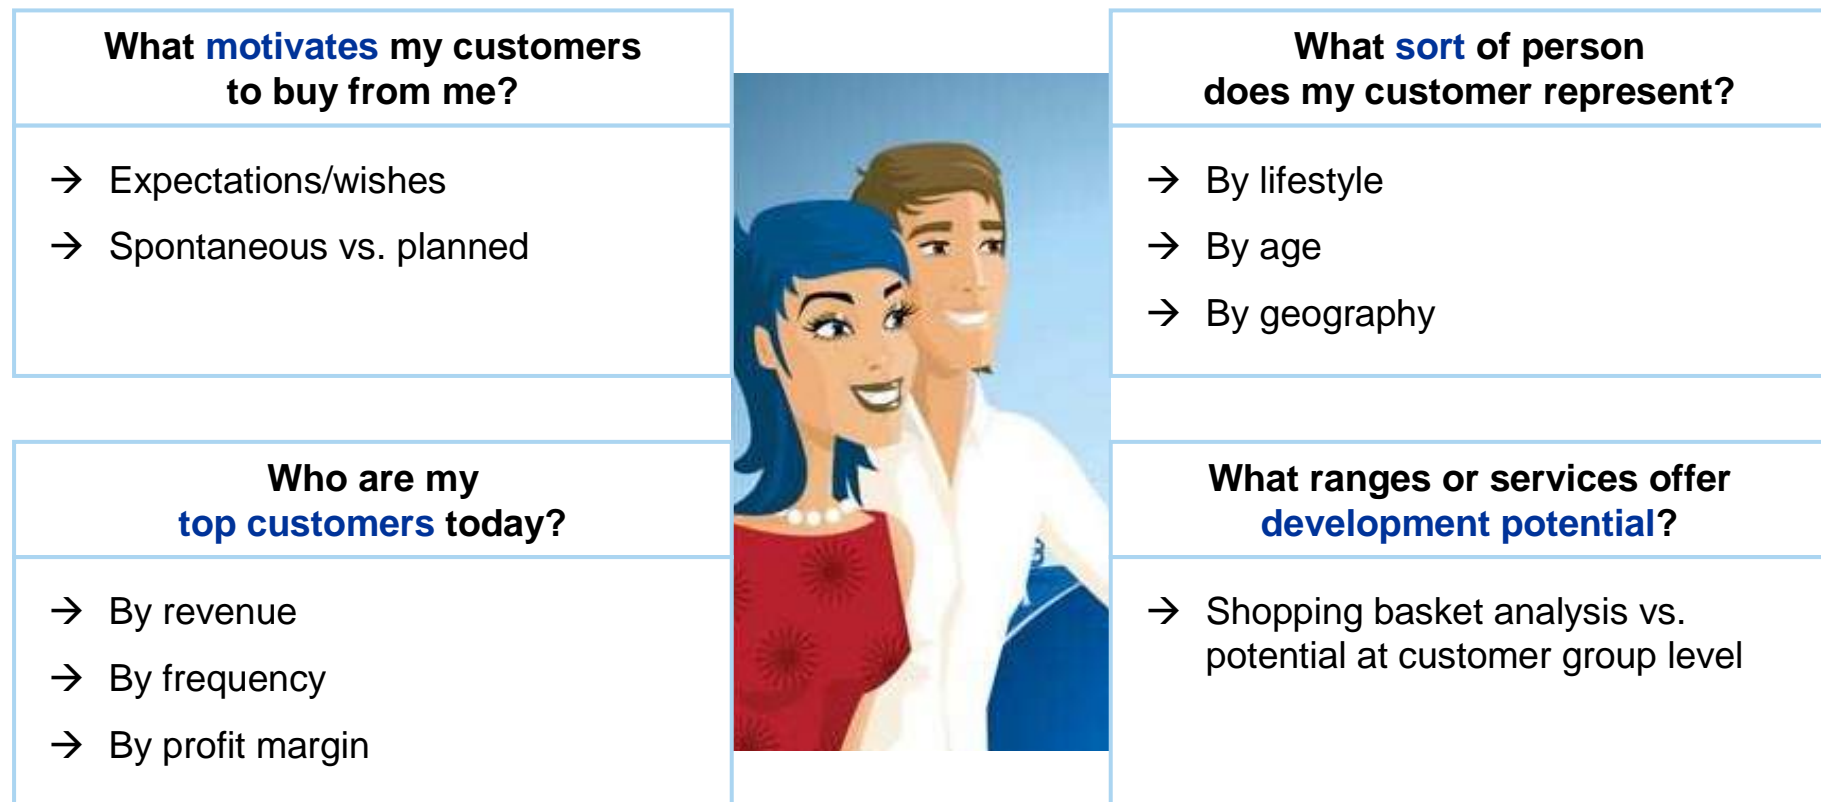 What motivates my customers
to buy from me?
→ Expectations/wishes
→ Spontaneous vs. planned
What sort of person
does my customer represent?
→ By lifestyle
→ By age
→ By geography
Who are my
top customers today?
→ By revenue
→ By frequency
→ By profit margin
What ranges or services offer
development potential?
→ Shopping basket analysis vs.
potential at customer group level